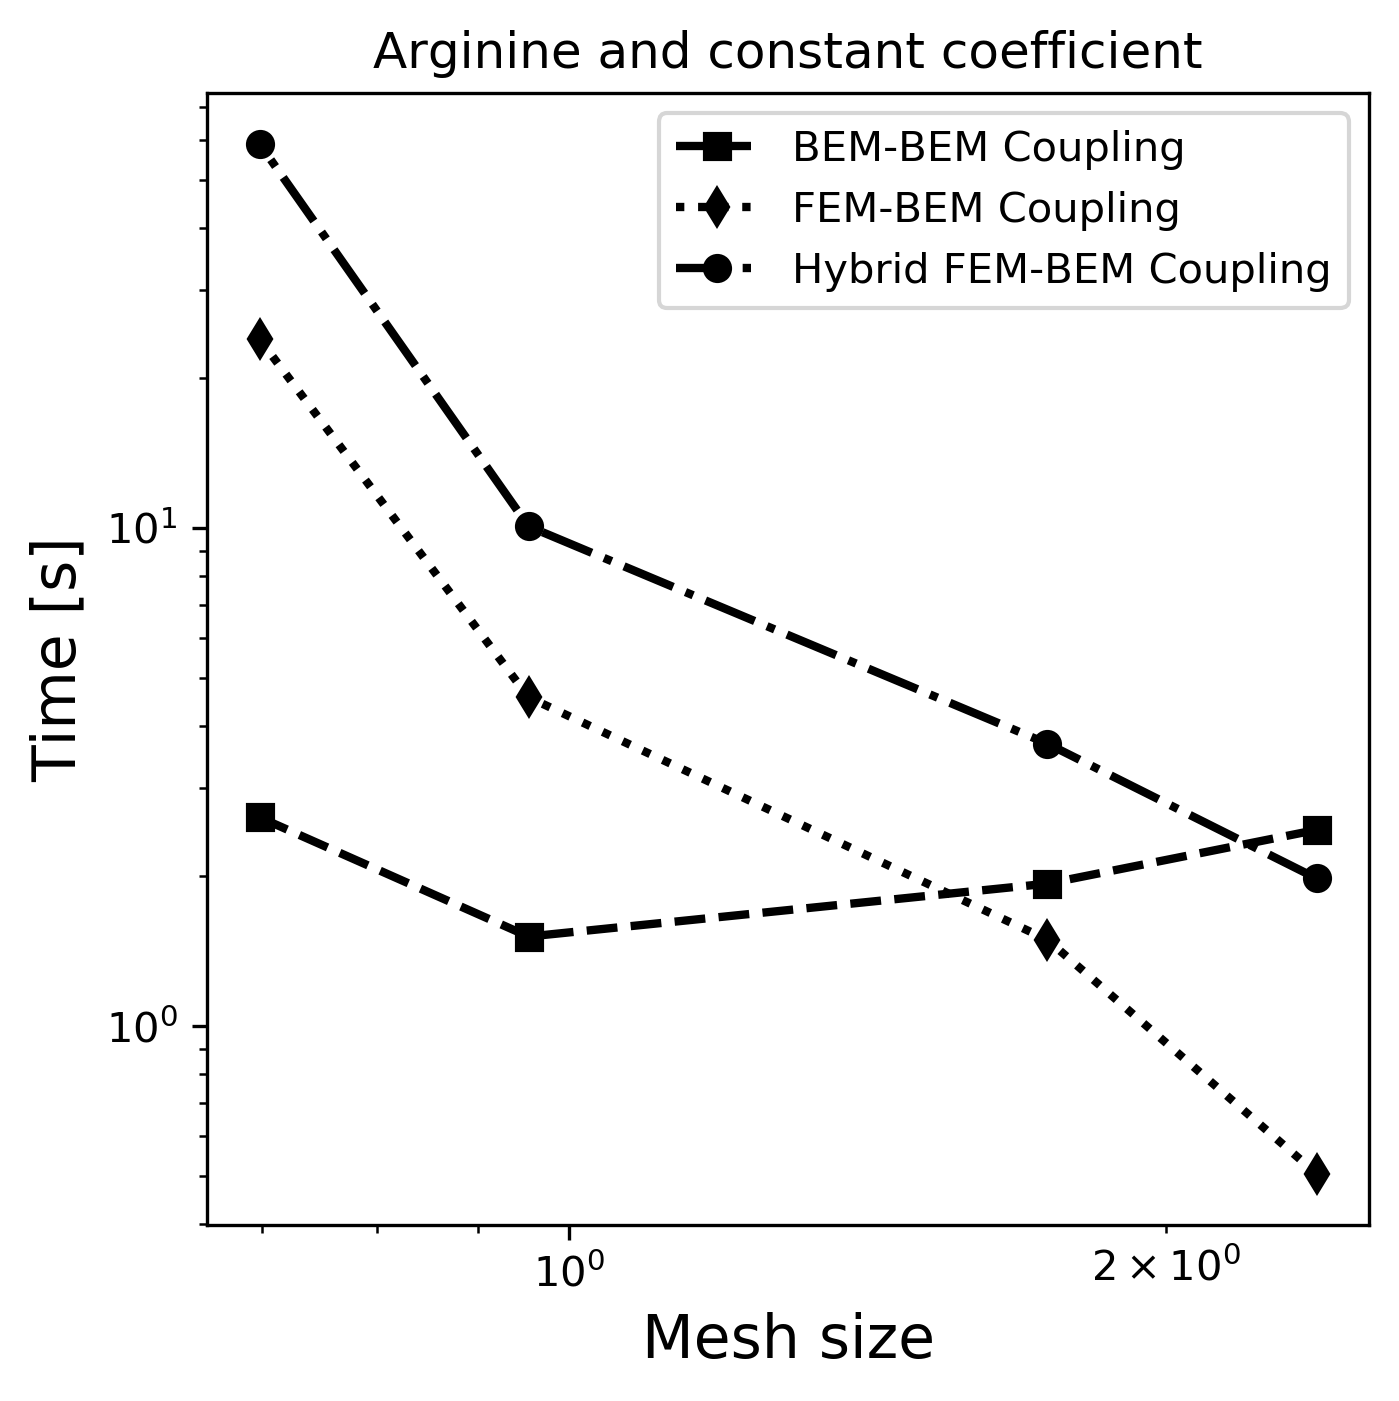 Arginine and constant coefficient
BEM-BEM Coupling
FEM-BEM Coupling
Hybrid FEM-BEM Coupling
Time [s]
10¹
10⁰
10⁰
2 × 10⁰
Mesh size